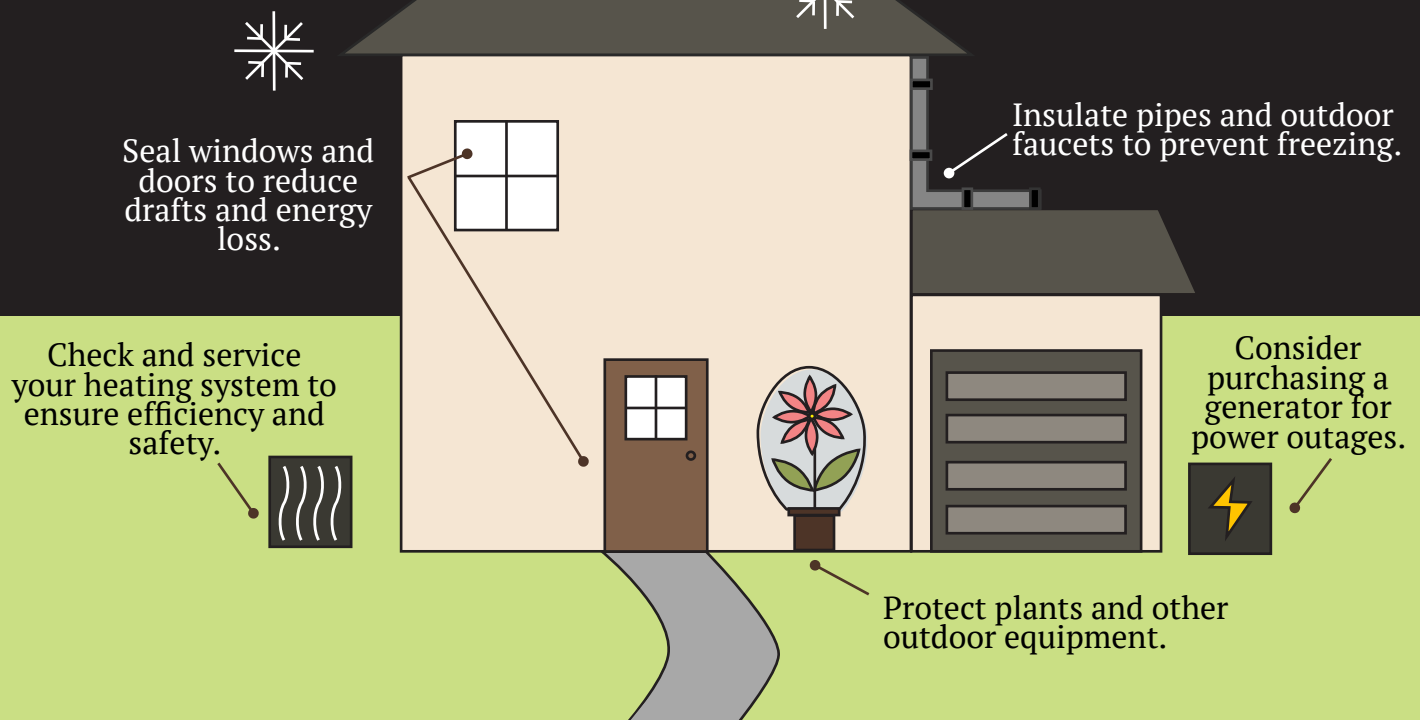 Seal windows and
doors to reduce
drafts and energy
loss.
Insulate pipes and outdoor
faucets to prevent freezing.
Check and service
your heating system to
ensure efficiency and
safety.
Consider
purchasing a
generator for
power outages.
Protect plants and other
outdoor equipment.